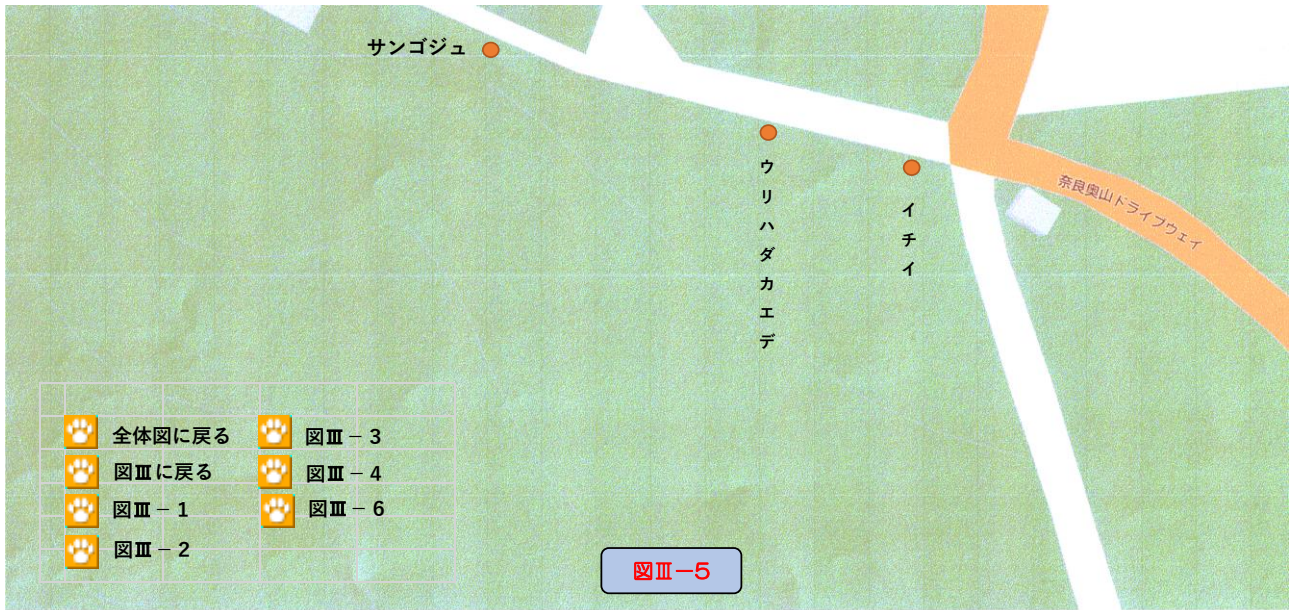 サンゴジュ
ウリハダカエデ
イチイ
奈良奥山ドライブウェイ
全体図に戻る
図Ⅲ－3
図Ⅲに戻る
図Ⅲ－4
図Ⅲ－1
図Ⅲ－6
図Ⅲ－2
図Ⅲ－5